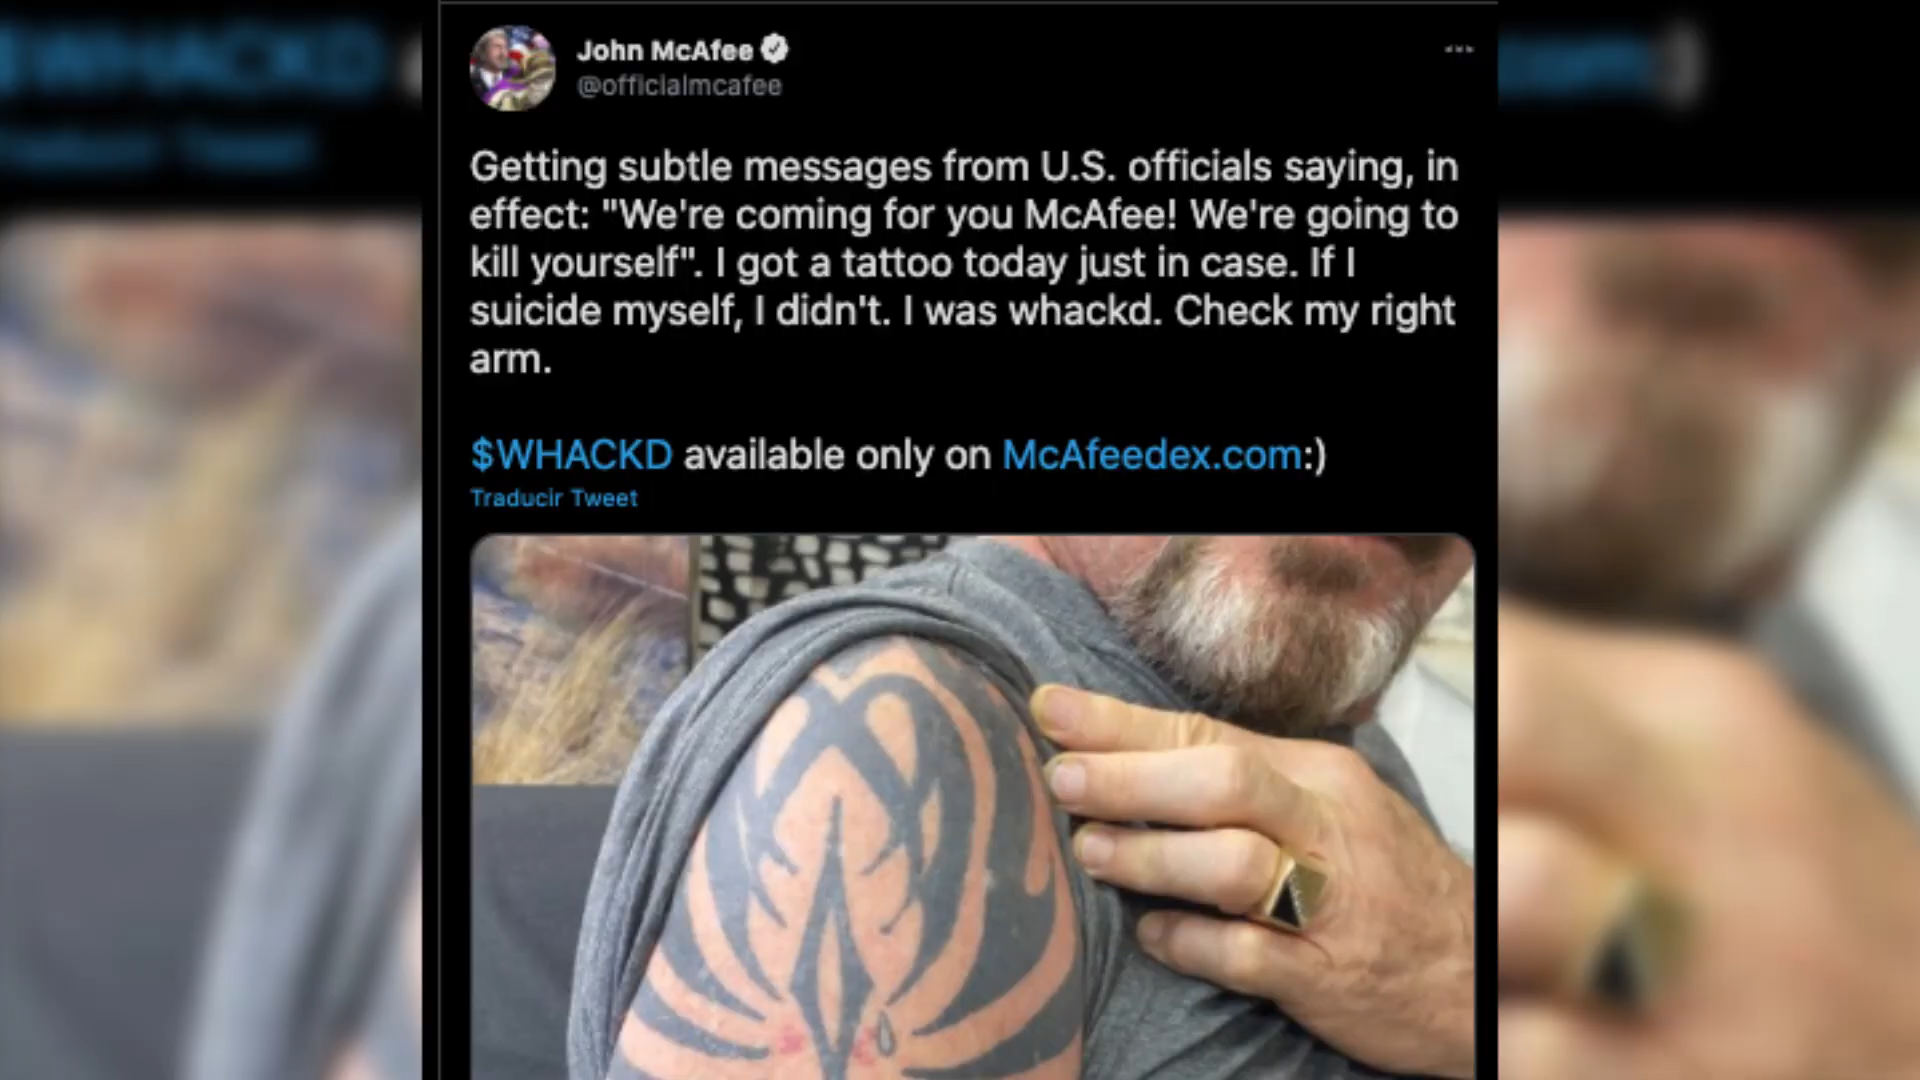 John McAfee
@officialmcafee
Getting subtle messages from U.S. officials saying, in
effect: "We're coming for you McAfee! We're going to
kill yourself". I got a tattoo today just in case. If I
suicide myself, I didn't. I was whackd. Check my right
arm.
$WHACKD available only on McAfeedex.com:)
Traducir Tweet